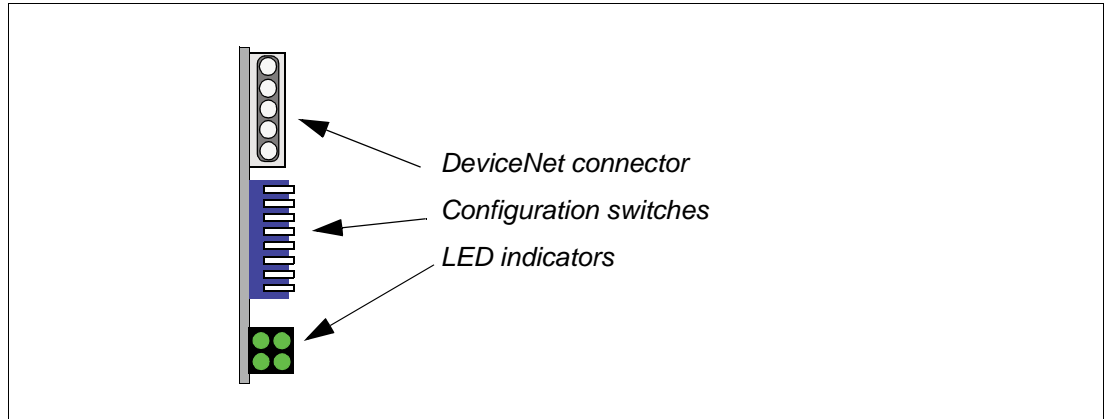 DeviceNet connector
Configuration switches
LED indicators